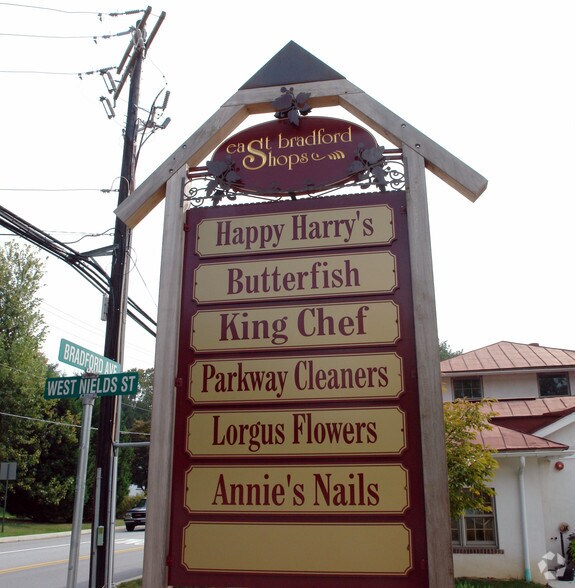 east bradford
Shops
Happy Harry's
Butterfish
King Chef
Parkway Cleaners
Lorgus Flowers
Annie's Nails
BRADFORD AVE
WEST NIELDS ST